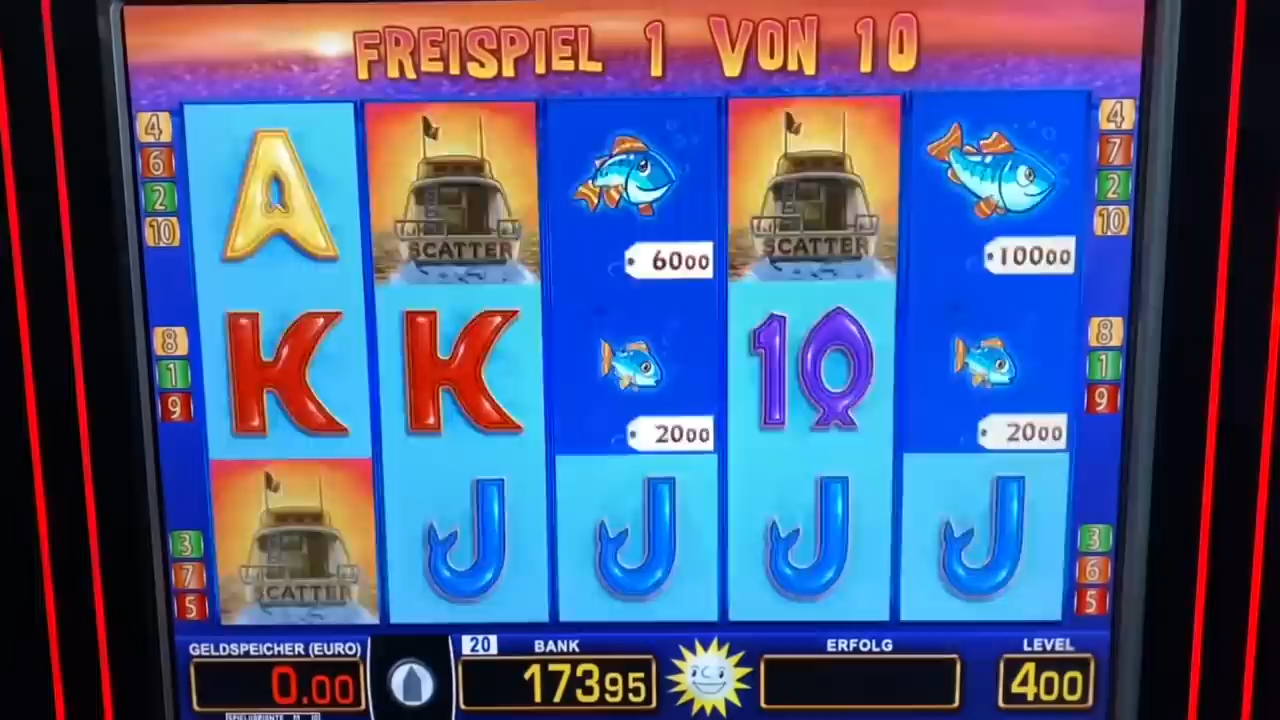 FREISPIEL 1 VON 10
4 4
6 A SCATTER SCATTER 7
2 2
10 6000 10000 10
8 8
1 K K 10 1
9 9
2000 2000
3 3
7 J J J J 6
5 SCATTER 5
GELDSPEICHER (EURO) 20 BANK ERFOLG LEVEL
0.00 17395 400